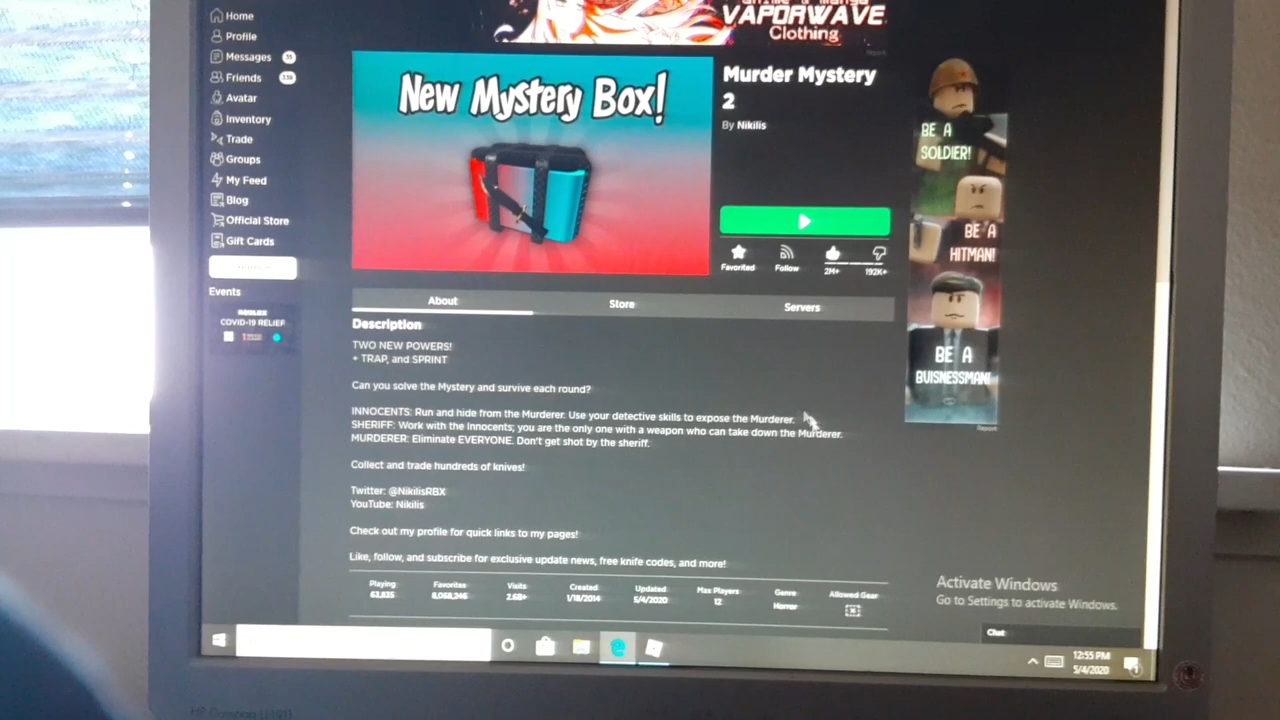 VAPORWAVE
Clothing
Report
Home
Profile
Messages
Friends
Avatar
Inventory
Trade
Groups
My Feed
Blog
Official Store
Gift Cards
Events
ROBLOX
COVID-19 RELIEF
New Mystery Box!
Murder Mystery
2
By Nikilis
Favorited
Follow
2M+
192K+
BE A
SOLDIER!
BE A
HITMAN!
BE A
BUISNESSMAN!
Report
About
Store
Servers
Description
TWO NEW POWERS!
+ TRAP, and SPRINT
Can you solve the Mystery and survive each round?
INNOCENTS: Run and hide from the Murderer. Use your detective skills to expose the Murderer.
SHERIFF: Work with the Innocents; you are the only one with a weapon who can take down the Murderer.
MURDERER: Eliminate EVERYONE. Don't get shot by the sheriff.
Collect and trade hundreds of knives!
Twitter: @NikilisRBX
YouTube: Nikilis
Check out my profile for quick links to my pages!
Like, follow, and subscribe for exclusive update news, free knife codes, and more!
Playing Favorites Visits Created Updated Max Players Genre Allowed Gear
63,835 8,068,246 2.6B+ 1/18/2014 5/4/2020 12 Horror
Activate Windows
Go to Settings to activate Windows.
Chat
12:55 PM
5/4/2020